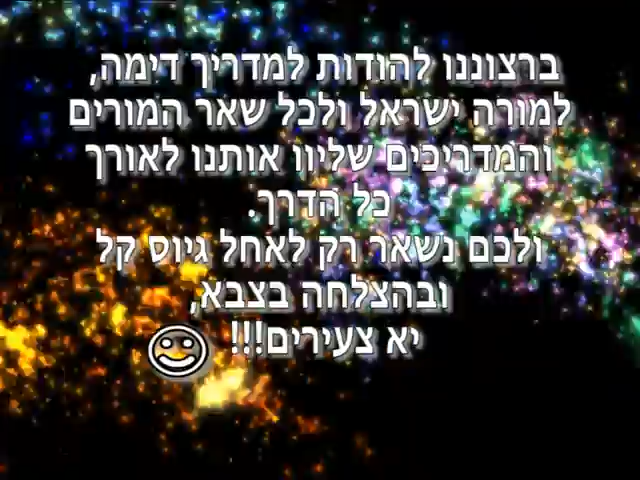 ברצוננו להודות למדריך דימה,
למורה ישראל ולכל שאר המורים
והמדריכים שליוו אותנו לאורך
כל הדרך.
ולכם נשאר רק לאחל גיוס קל
ובהצלחה בצבא,
יא צעירים!!!